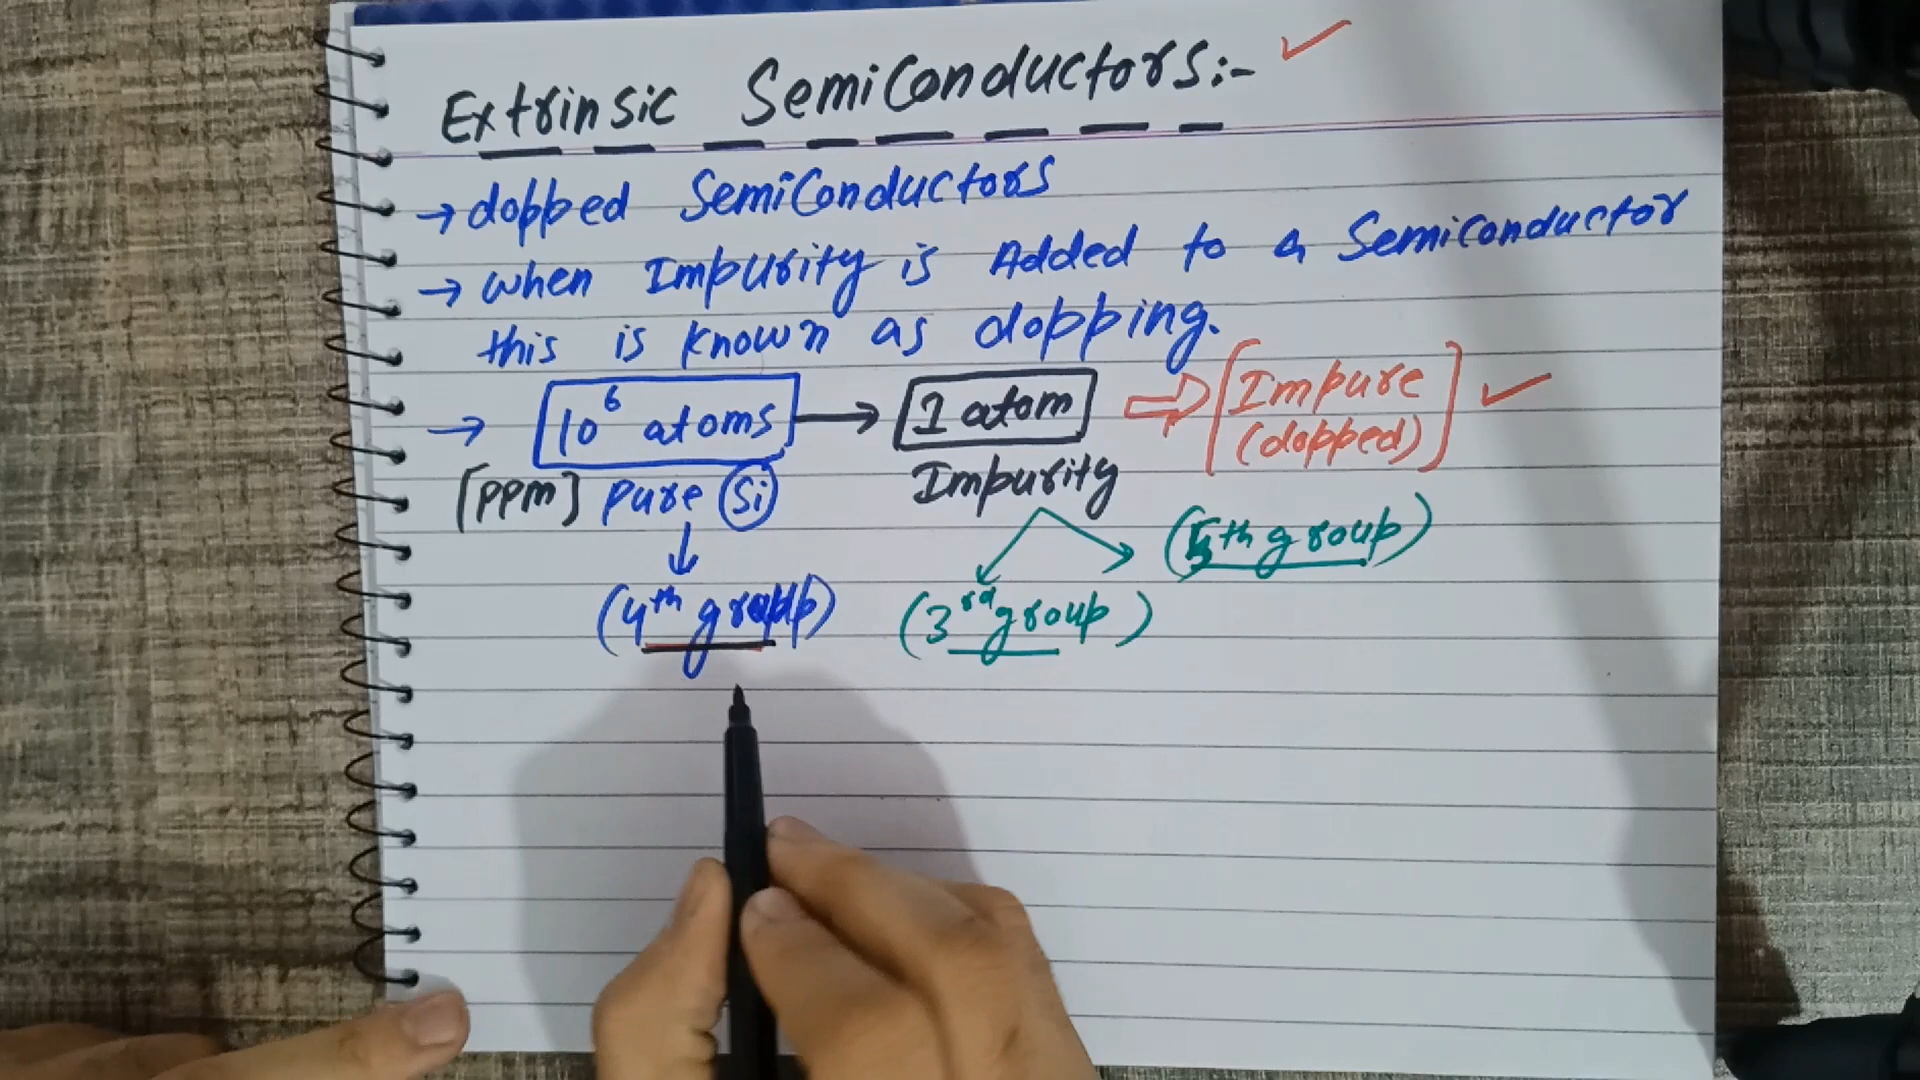 Extrinsic SemiConductors:-
→ dopped SemiConductors
→ when Impurity is Added to a Semiconductor
this is known as dopping.
→ 10⁶ atoms → 1 atom ⇒ [Impure
(dopped)]
[PPm] pure Si Impurity
(5th group)
(4th group) (3rd group)